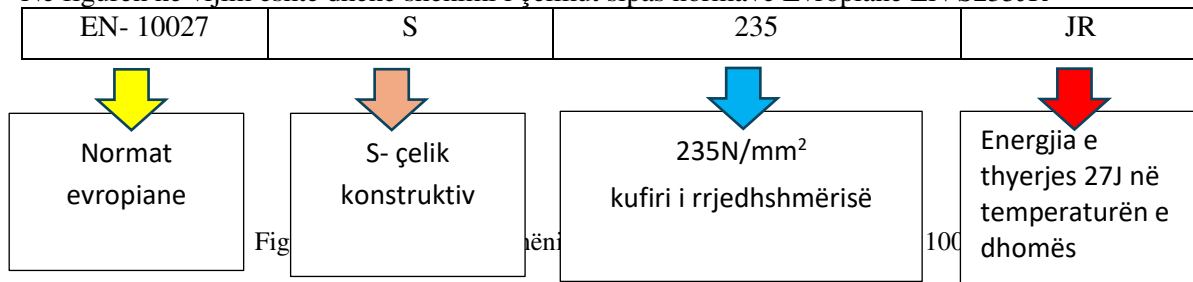 EN- 10027 S 235 JR
Normat
evropiane
S- çelik
konstruktiv
235N/mm²
kufiri i rrjedhshmërisë
Energjia e
thyerjes 27J në
temperaturën e
dhomës